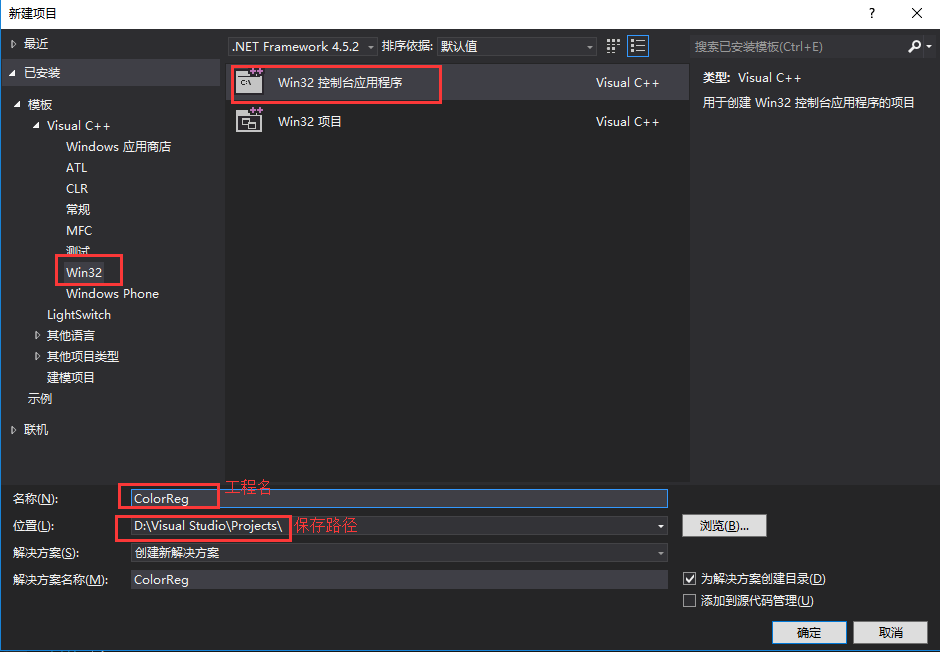 新建项目
?
最近
已安装
模板
Visual C++
Windows 应用商店
ATL
CLR
常规
MFC
测试
Win32
Windows Phone
LightSwitch
其他语言
其他项目类型
建模项目
示例
联机
.NET Framework 4.5.2 排序依据: 默认值
Win32 控制台应用程序 Visual C++
Win32 项目 Visual C++
搜索已安装模板(Ctrl+E)
类型: Visual C++
用于创建 Win32 控制台应用程序的项目
名称(N): ColorReg 工程名
位置(L): D:\Visual Studio\Projects\ 保存路径 浏览(B)...
解决方案(S): 创建新解决方案
解决方案名称(M): ColorReg
为解决方案创建目录(D)
添加到源代码管理(U)
确定 取消